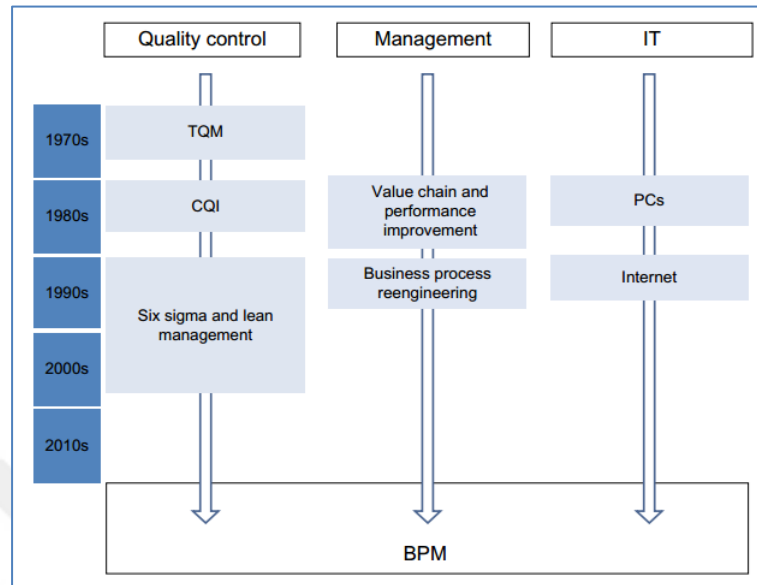 Quality control
Management
IT
1970s
TQM
1980s
CQI
Value chain and
performance
improvement
PCs
1990s
Business process
reengineering
Internet
Six sigma and lean
management
2000s
2010s
BPM